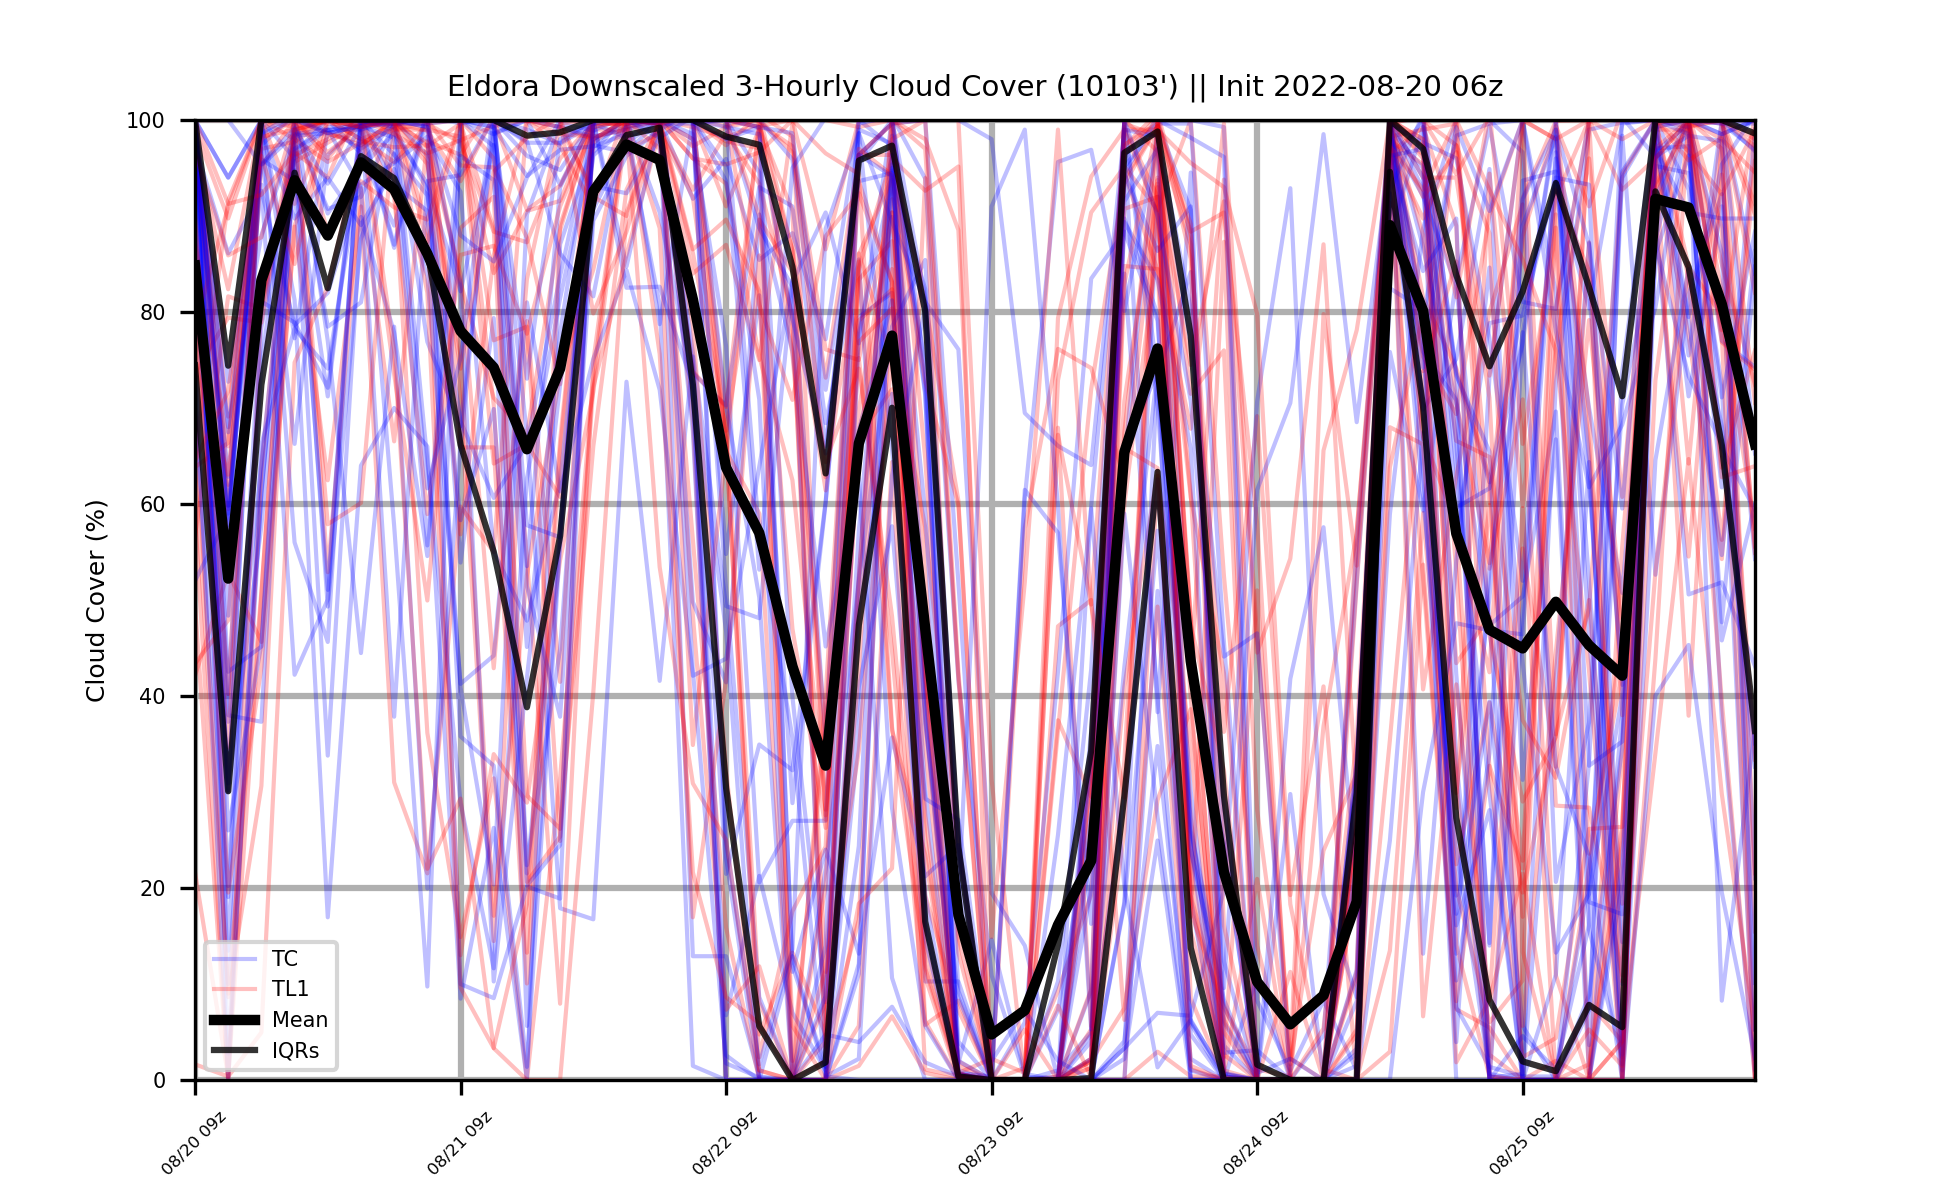 Eldora Downscaled 3-Hourly Cloud Cover (10103') || Init 2022-08-20 06z
Cloud Cover (%)
100
80
60
40
20
0
TC
TL1
Mean
IQRs
08/20 09z
08/21 09z
08/22 09z
08/23 09z
08/24 09z
08/25 09z